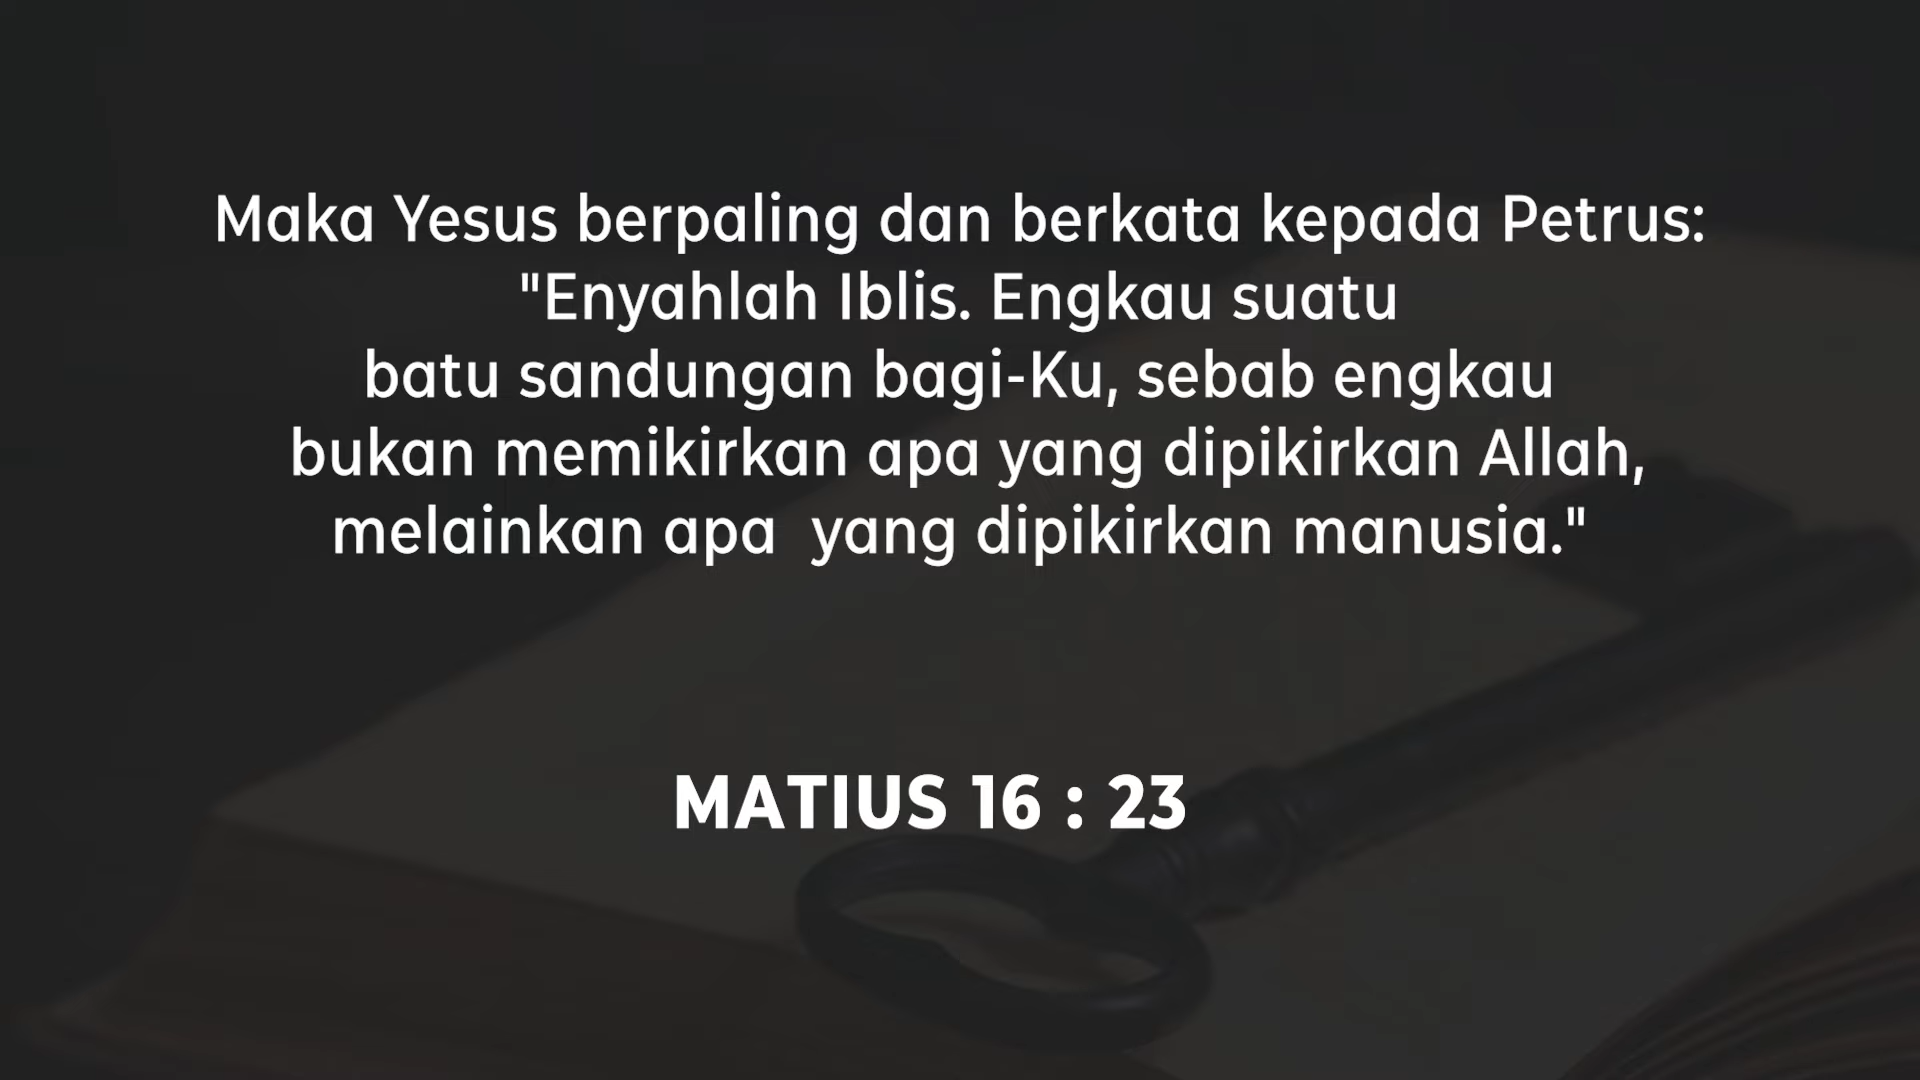 Maka Yesus berpaling dan berkata kepada Petrus:
"Enyahlah Iblis. Engkau suatu
batu sandungan bagi-Ku, sebab engkau
bukan memikirkan apa yang dipikirkan Allah,
melainkan apa  yang dipikirkan manusia."
MATIUS 16 : 23